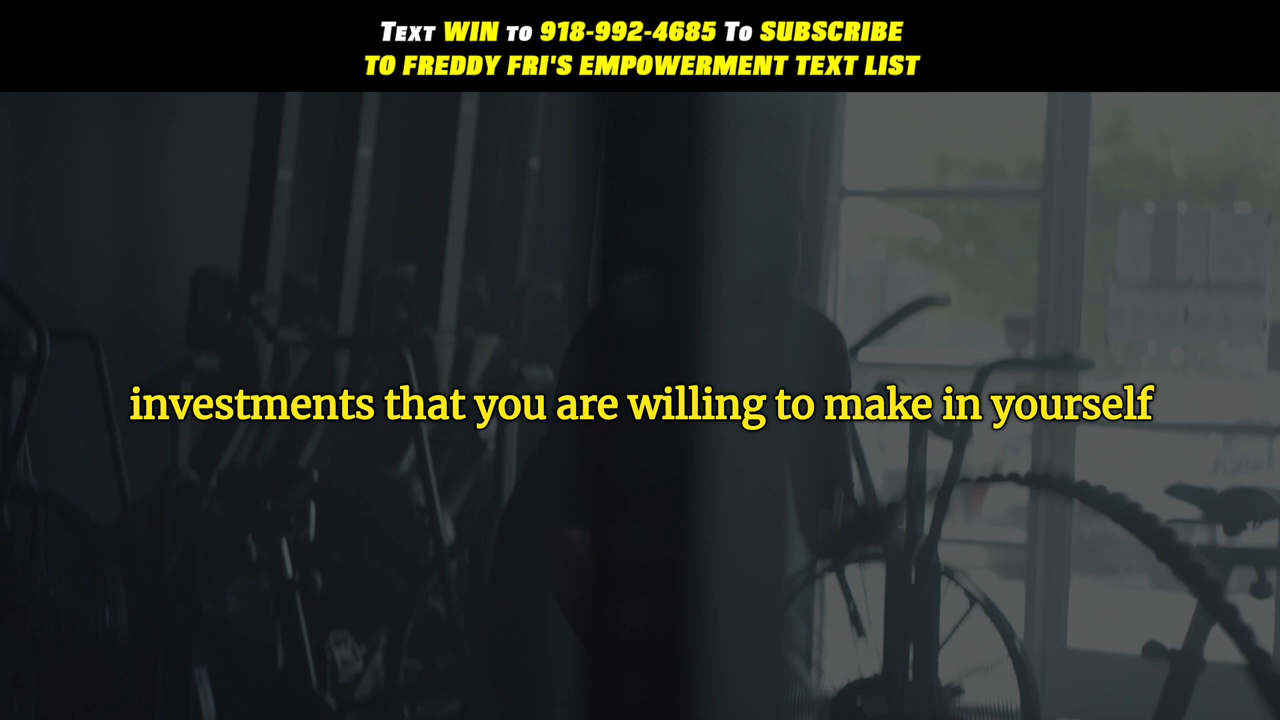 Text WIN to 918-992-4685 To SUBSCRIBE
TO FREDDY FRI'S EMPOWERMENT TEXT LIST
investments that you are willing to make in yourself